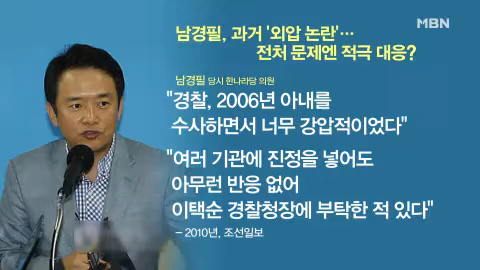 MBN
남경필, 과거 '외압 논란'…
전처 문제엔 적극 대응?
남경필 당시 한나라당 의원
"경찰, 2006년 아내를
수사하면서 너무 강압적이었다"
"여러 기관에 진정을 넣어도
아무런 반응 없어
이택순 경찰청장에 부탁한 적 있다"
- 2010년, 조선일보